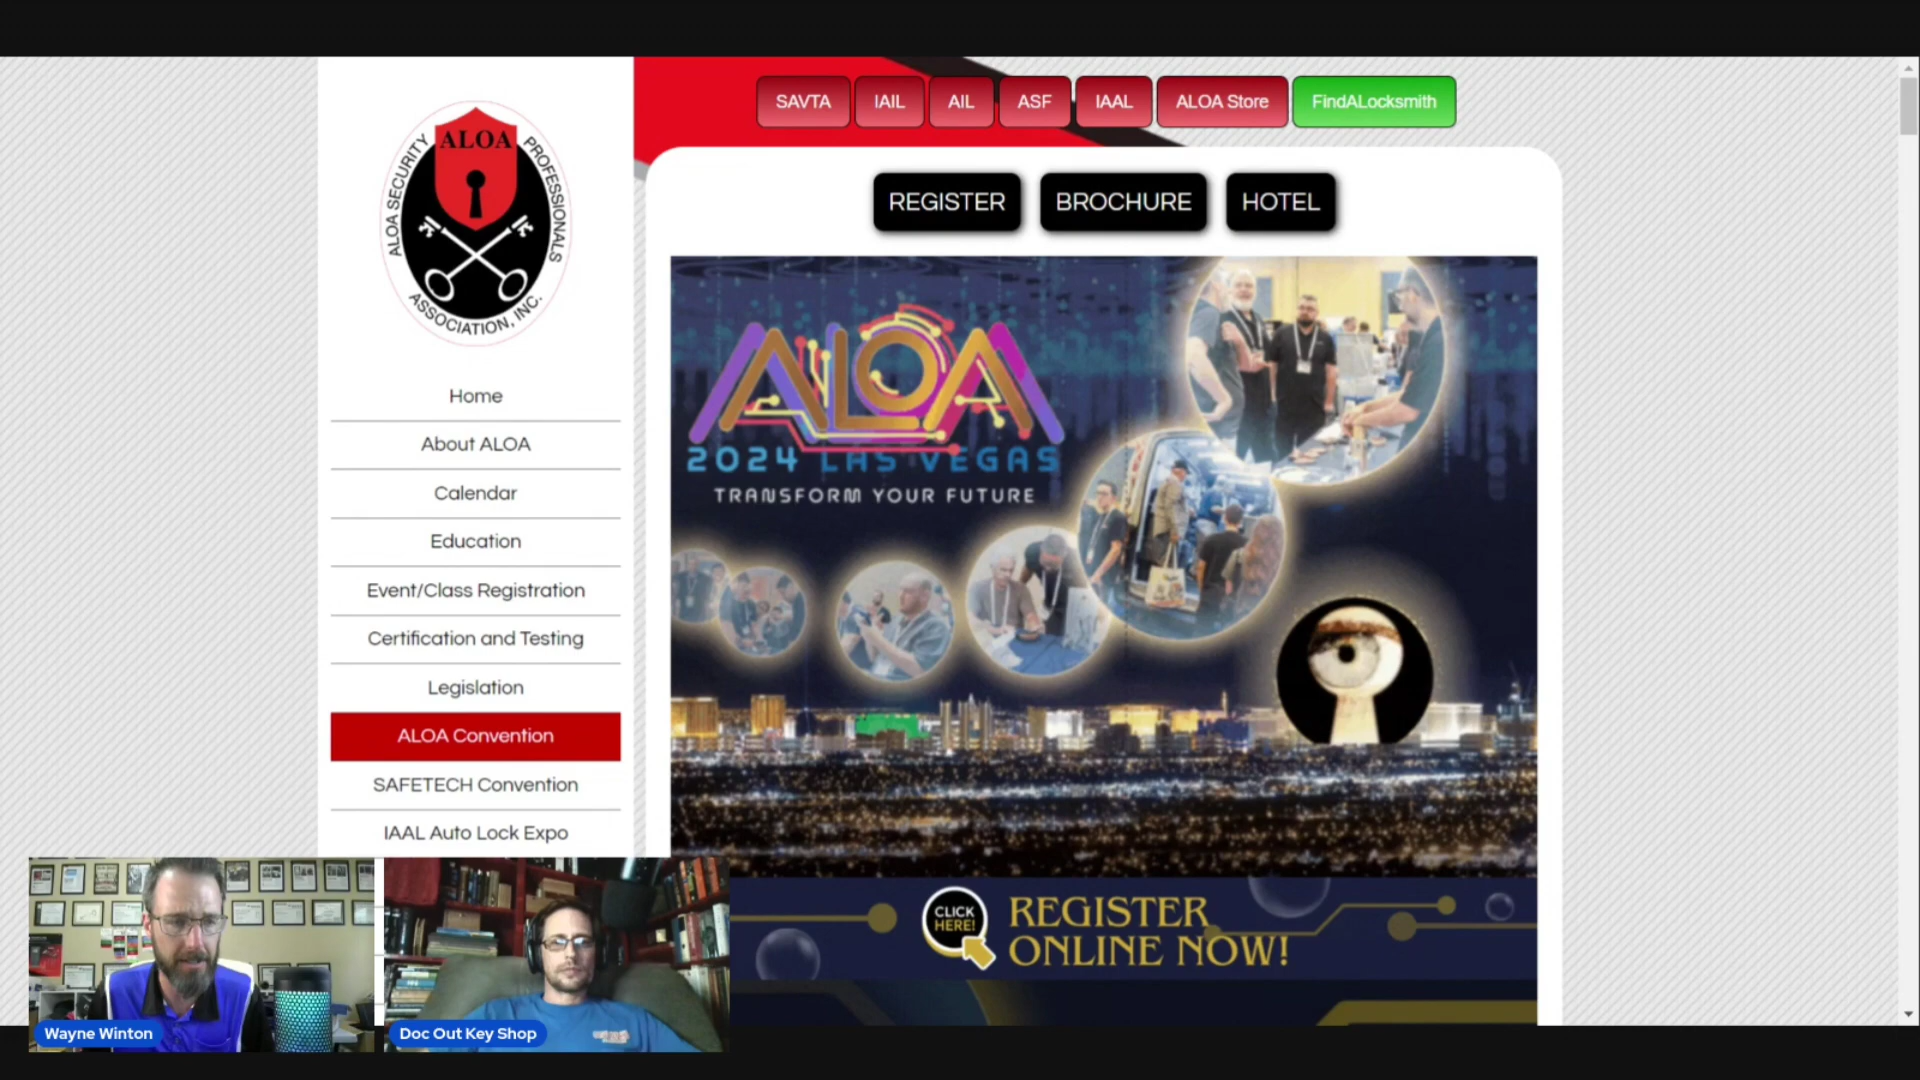 SAVTA
IAIL
AIL
ASF
IAAL
ALOA Store
FindALocksmith
ALOA
ALOA SECURITY PROFESSIONALS
ASSOCIATION, INC.
REGISTER
BROCHURE
HOTEL
Home
About ALOA
Calendar
Education
Event/Class Registration
Certification and Testing
Legislation
ALOA Convention
SAFETECH Convention
IAAL Auto Lock Expo
ALOA
2024 LAS VEGAS
TRANSFORM YOUR FUTURE
CLICK
HERE!
REGISTER
ONLINE NOW!
Wayne Winton
Doc Out Key Shop